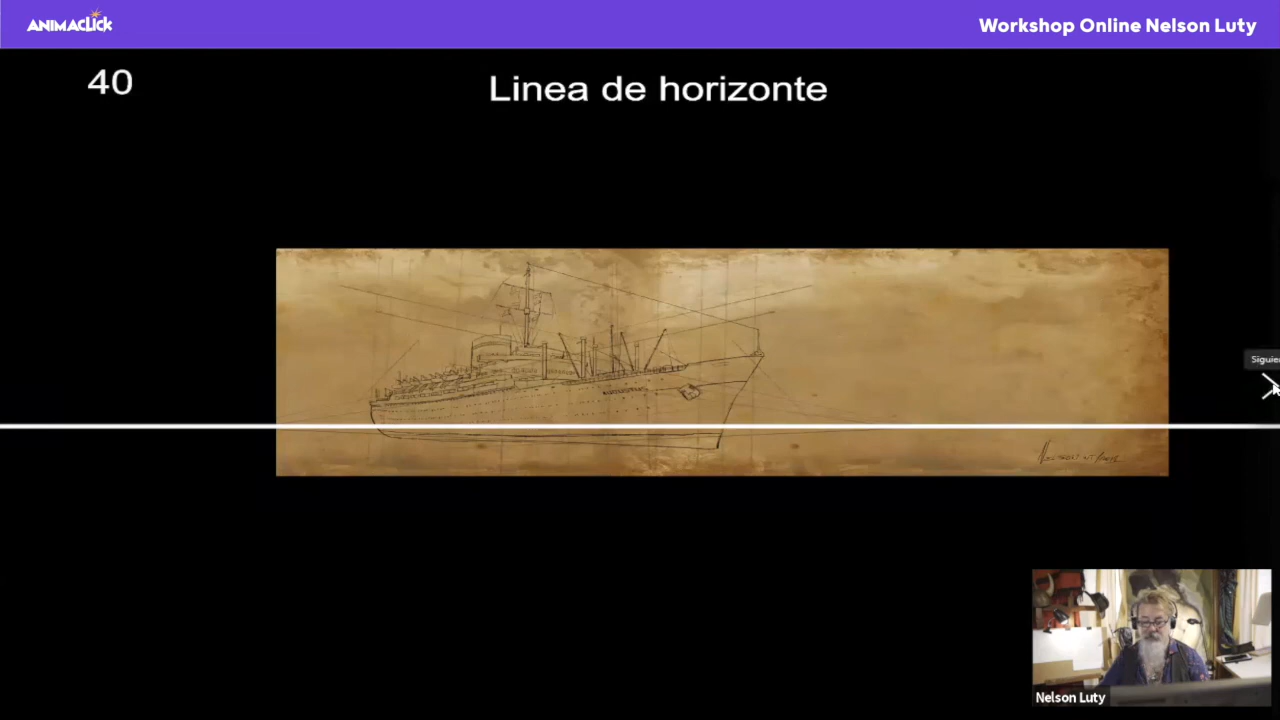 ANIMACLICK
Workshop Online Nelson Luty
40
Linea de horizonte
Nelson Luty